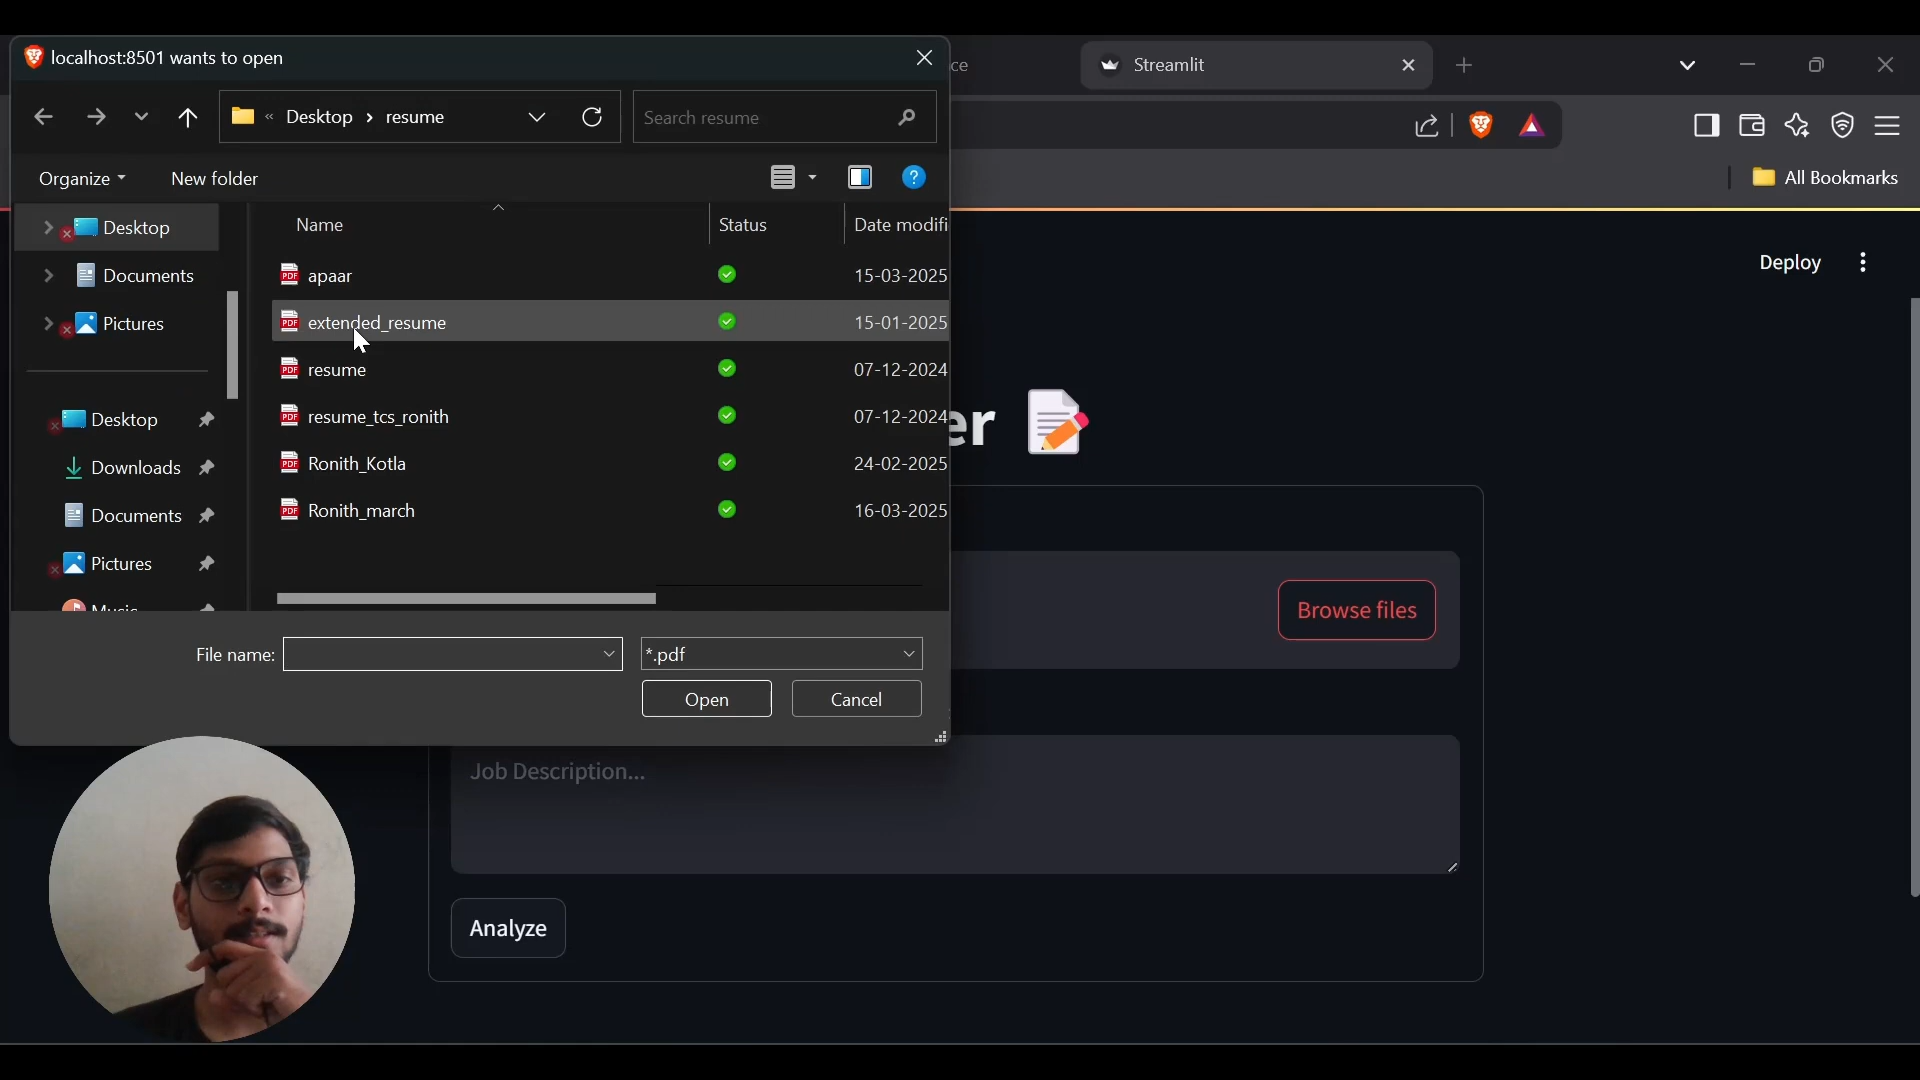 localhost:8501 wants to open
ce
Streamlit
Desktop
resume
Search resume
Organize
New folder
All Bookmarks
Name
Status
Date modifi
Desktop
Documents
Pictures
Desktop
Downloads
Documents
Pictures
apaar
15-03-2025
extended_resume
15-01-2025
resume
07-12-2024
resume_tcs_ronith
07-12-2024
Ronith_Kotla
24-02-2025
Ronith_march
16-03-2025
File name:
*.pdf
Open
Cancel
Deploy
er
Browse files
Job Description...
Analyze